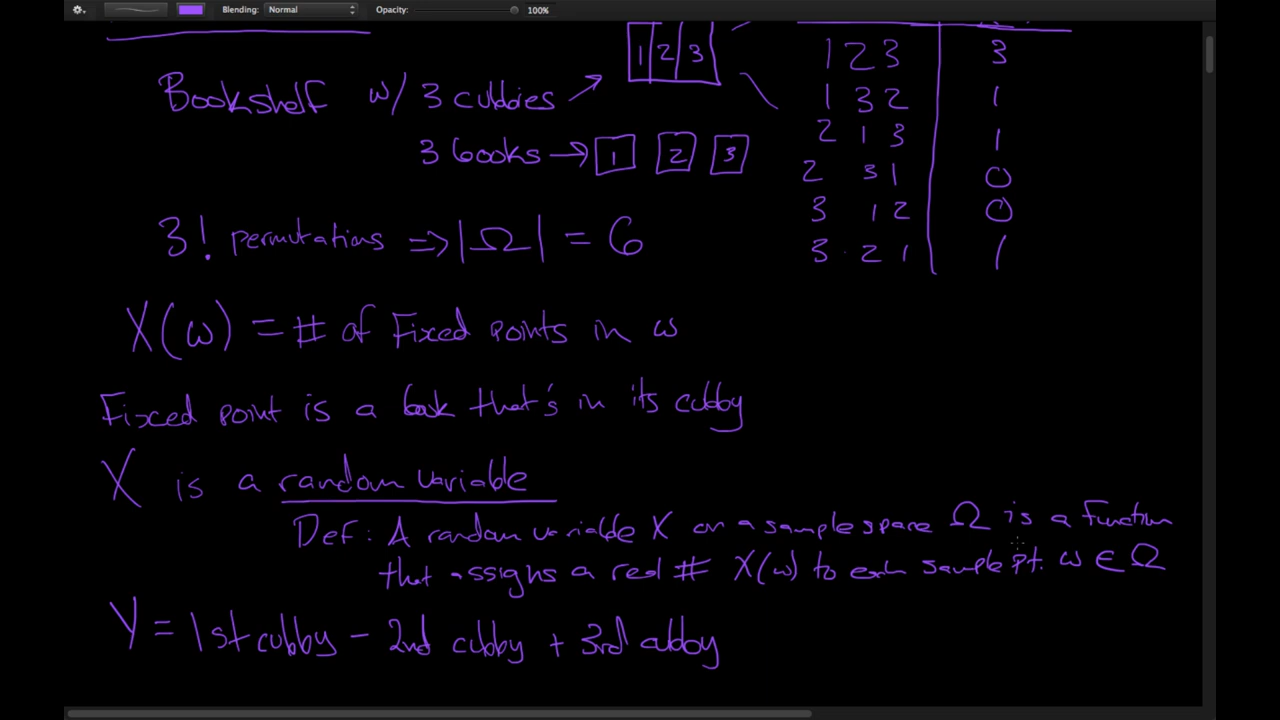 Blending: Normal Opacity: 100%
Bookshelf w/ 3 cubbies →
1 2 3
3 books → 1 2 3
3! permutations => |Ω| = 6
X(ω) = # of Fixed points in ω
Fixed point is a book that's in its cubby
X is a random variable
Def: A random variable X on a sample space Ω is a function
that assigns a real # X(ω) to each sample pt. ω ∈ Ω
Y = 1st cubby - 2nd cubby + 3rd cubby
1 2 3 3
1 3 2 1
2 1 3 1
2 3 1 0
3 1 2 0
3 2 1 1